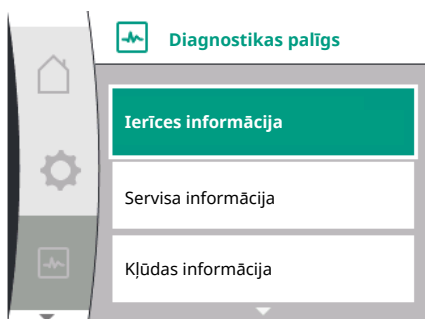 Diagnostikas palīgs
Ierīces informācija
Servisa informācija
Kļūdas informācija